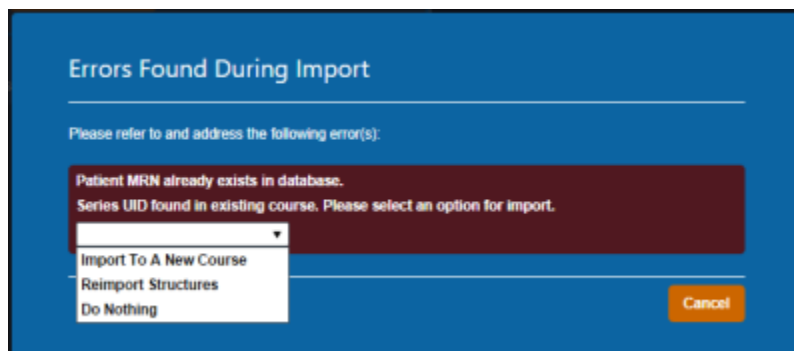 Errors Found During Import
Please refer to and address the following error(s):
Patient MRN already exists in database.
Series UID found in existing course. Please select an option for import.
Import To A New Course
Reimport Structures
Do Nothing
Cancel